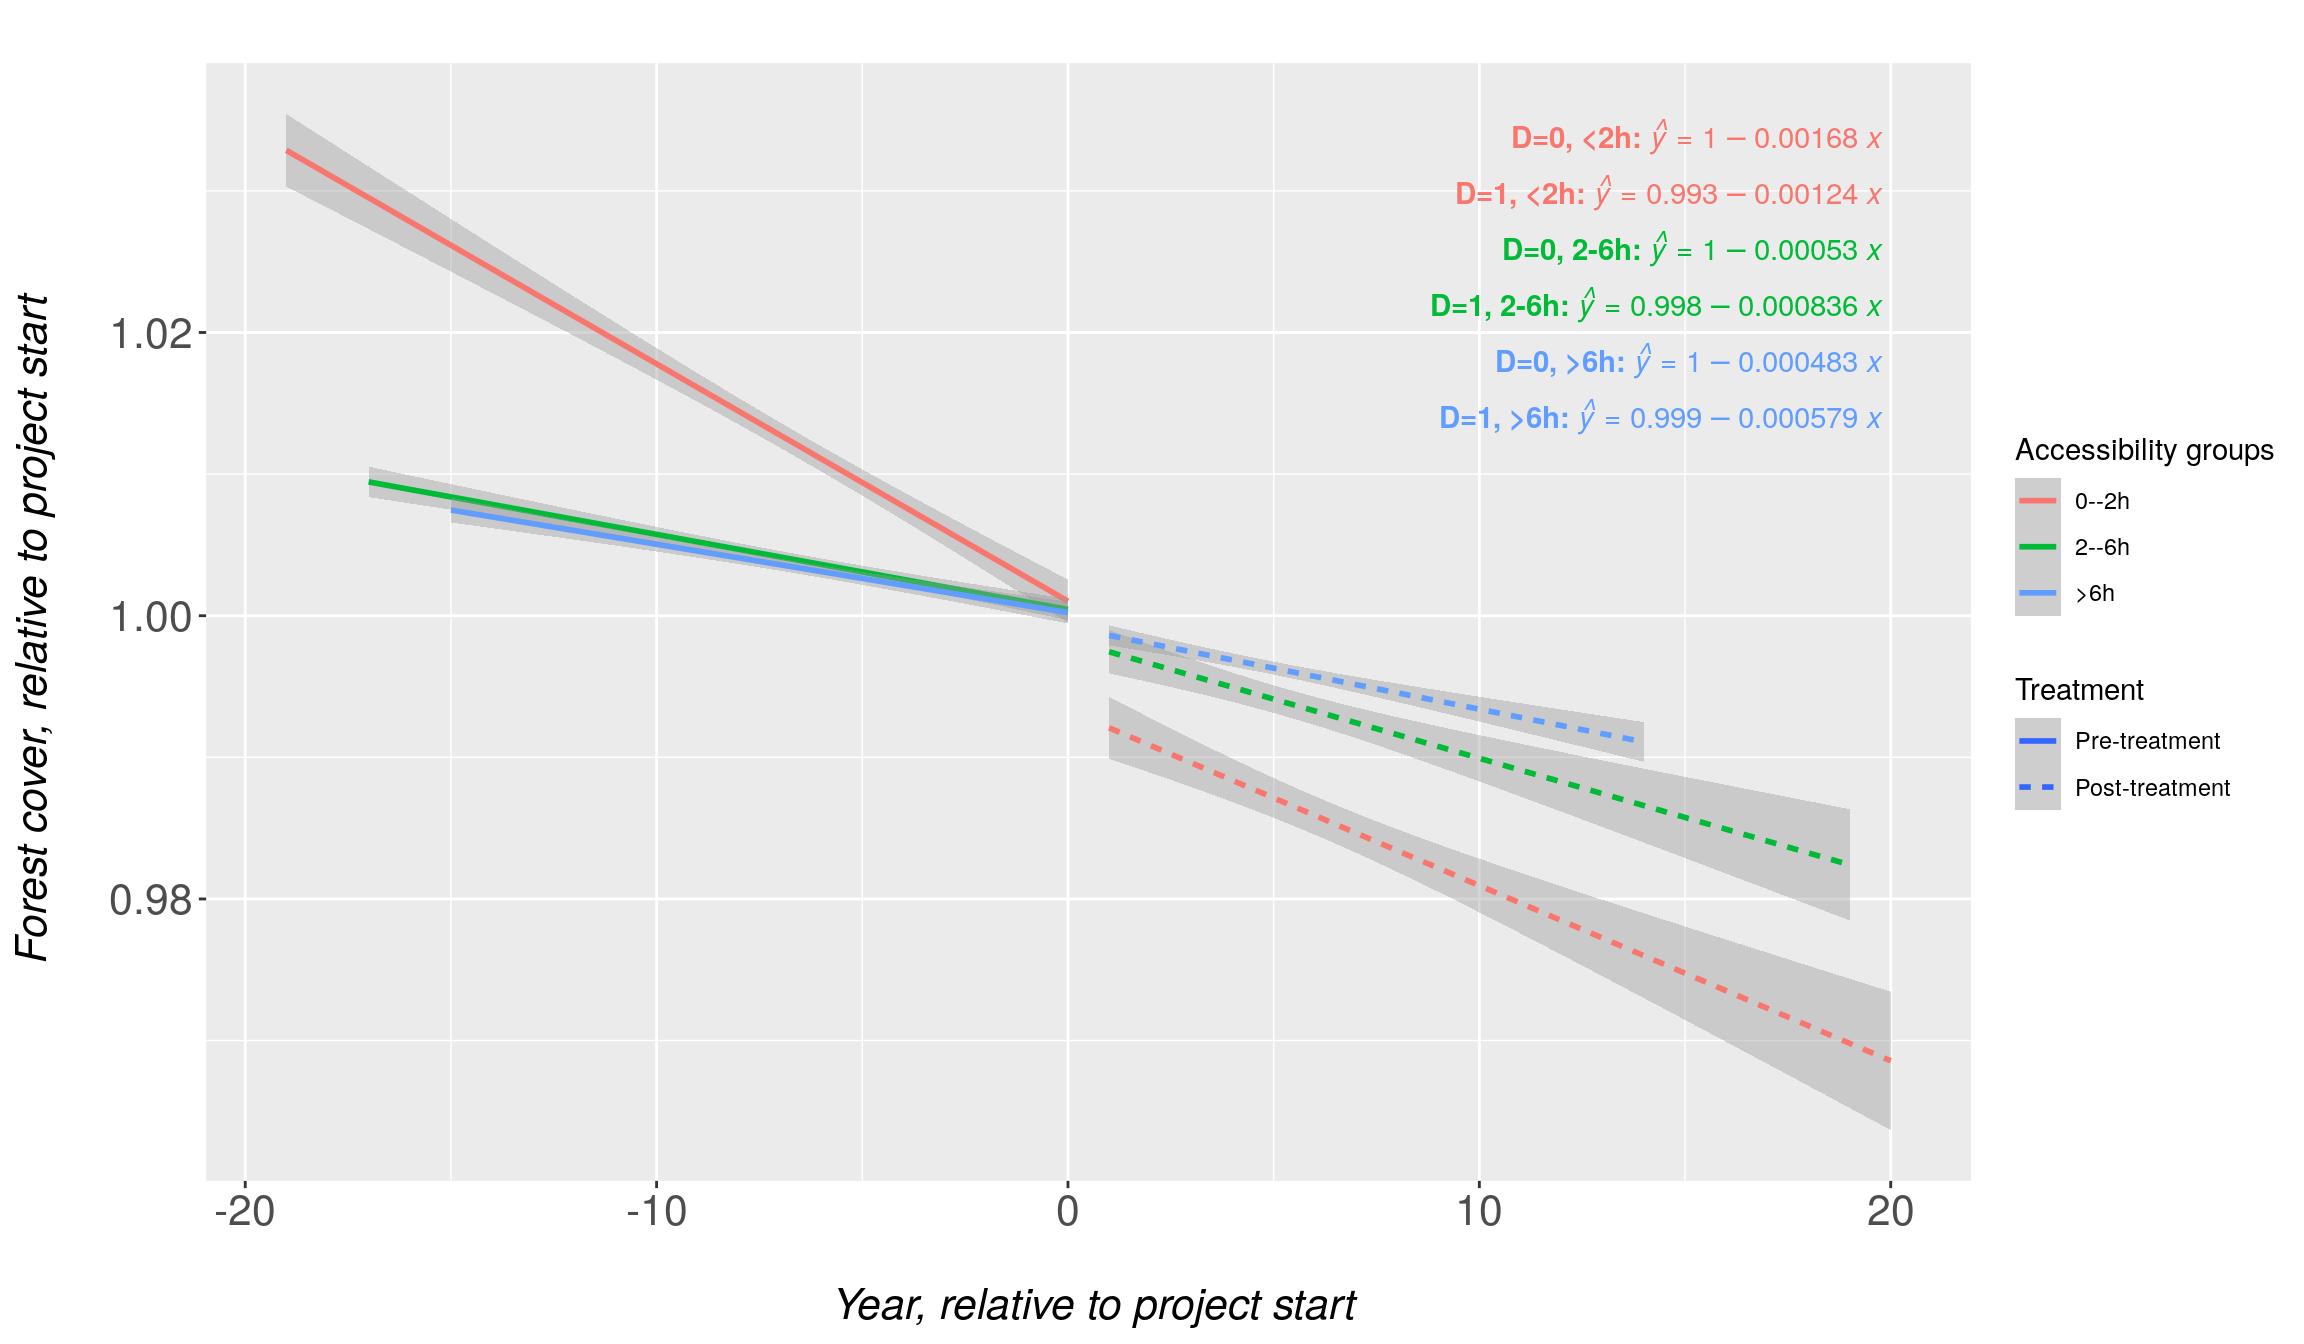 D=0, <2h: ŷ = 1 − 0.00168 x
D=1, <2h: ŷ = 0.993 − 0.00124 x
D=0, 2-6h: ŷ = 1 − 0.00053 x
D=1, 2-6h: ŷ = 0.998 − 0.000836 x
D=0, >6h: ŷ = 1 − 0.000483 x
D=1, >6h: ŷ = 0.999 − 0.000579 x
Forest cover, relative to project start
1.02
1.00
0.98
-20
-10
0
10
20
Year, relative to project start
Accessibility groups
0--2h
2--6h
>6h
Treatment
Pre-treatment
Post-treatment